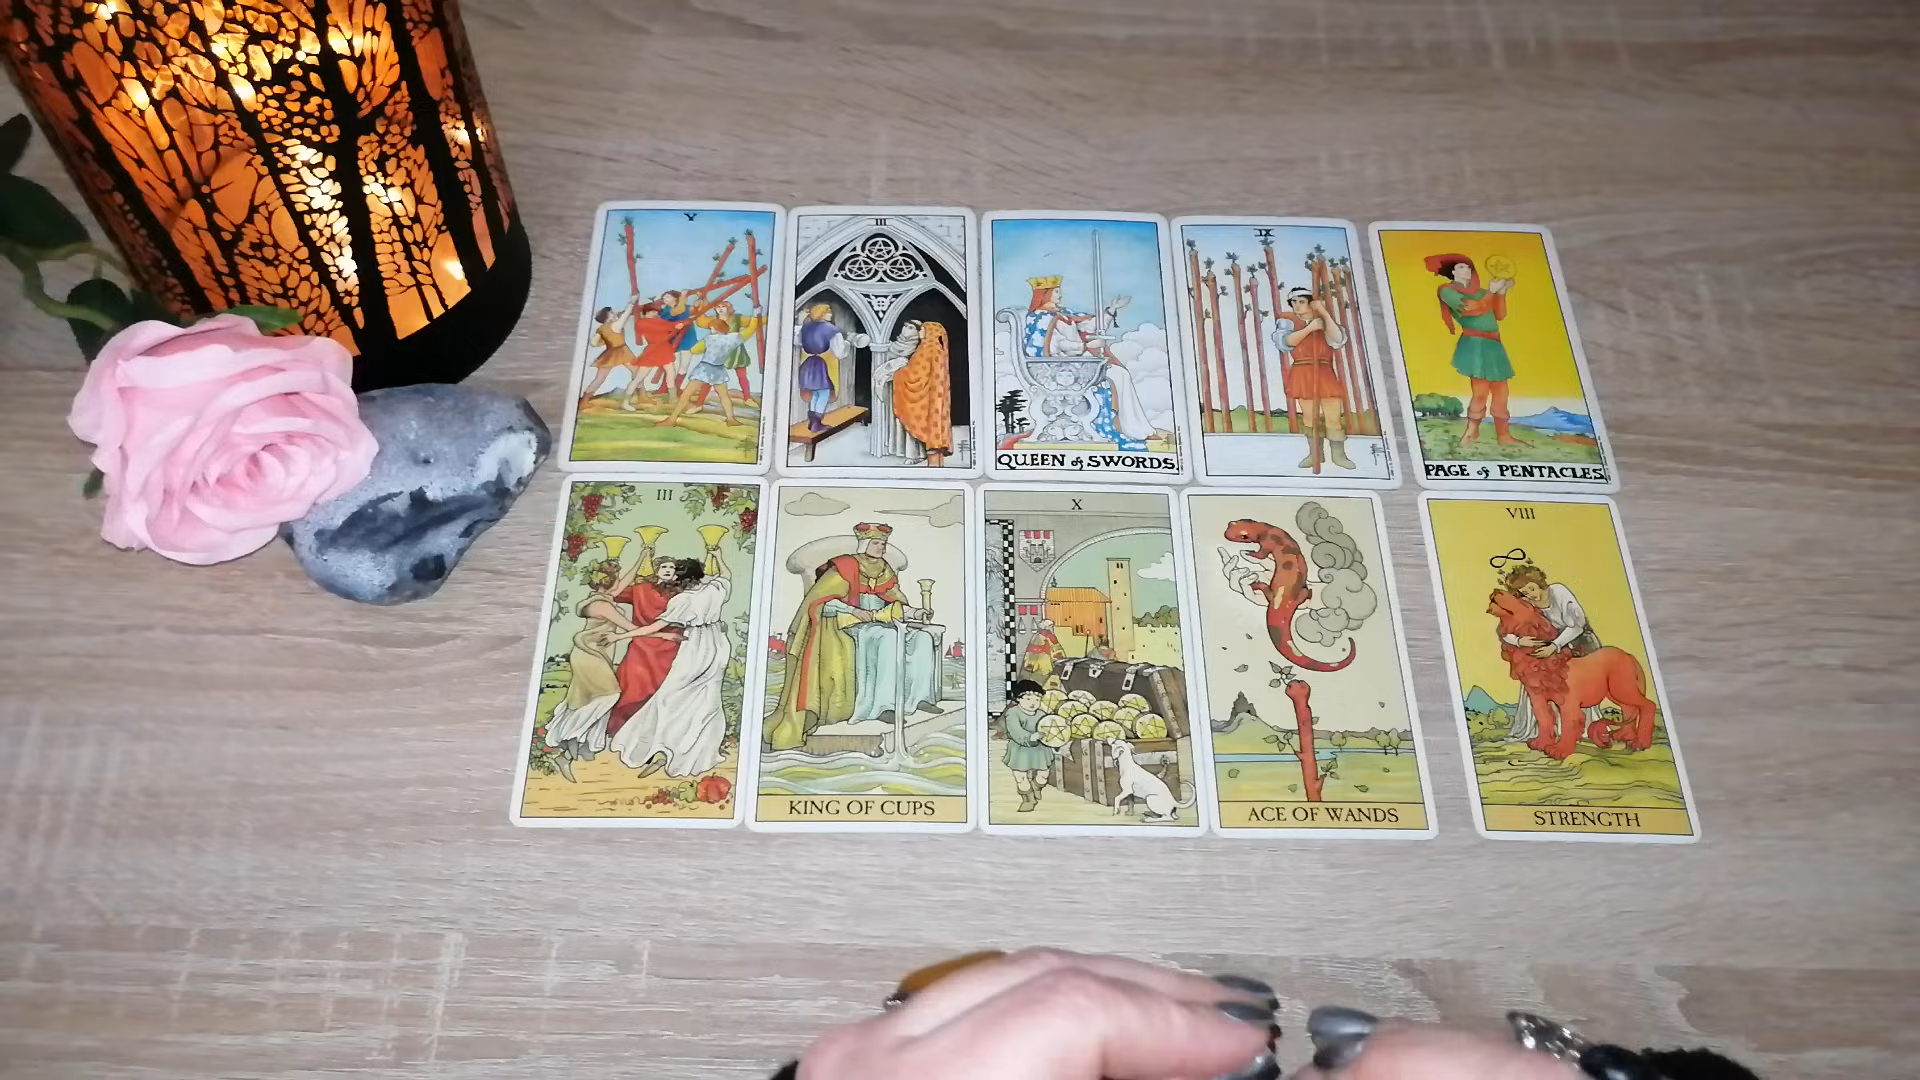 V
III
QUEEN of SWORDS
IX
PAGE of PENTACLES
III
KING OF CUPS
X
ACE OF WANDS
VIII
STRENGTH